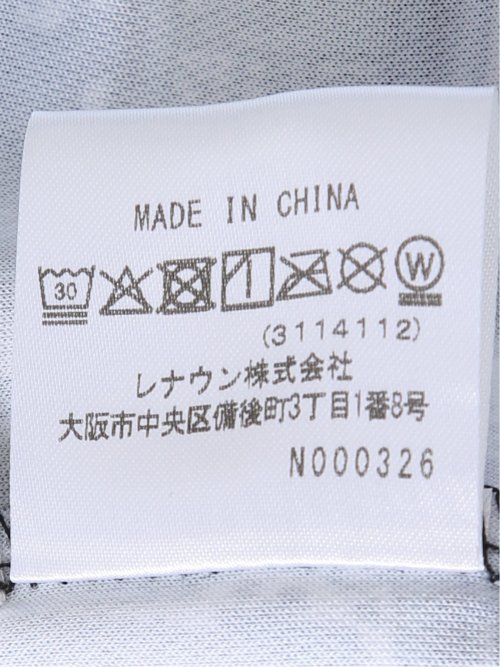 MADE IN CHINA
30 W
(3114112)
レナウン株式会社
大阪市中央区備後町3丁目1番8号
N000326